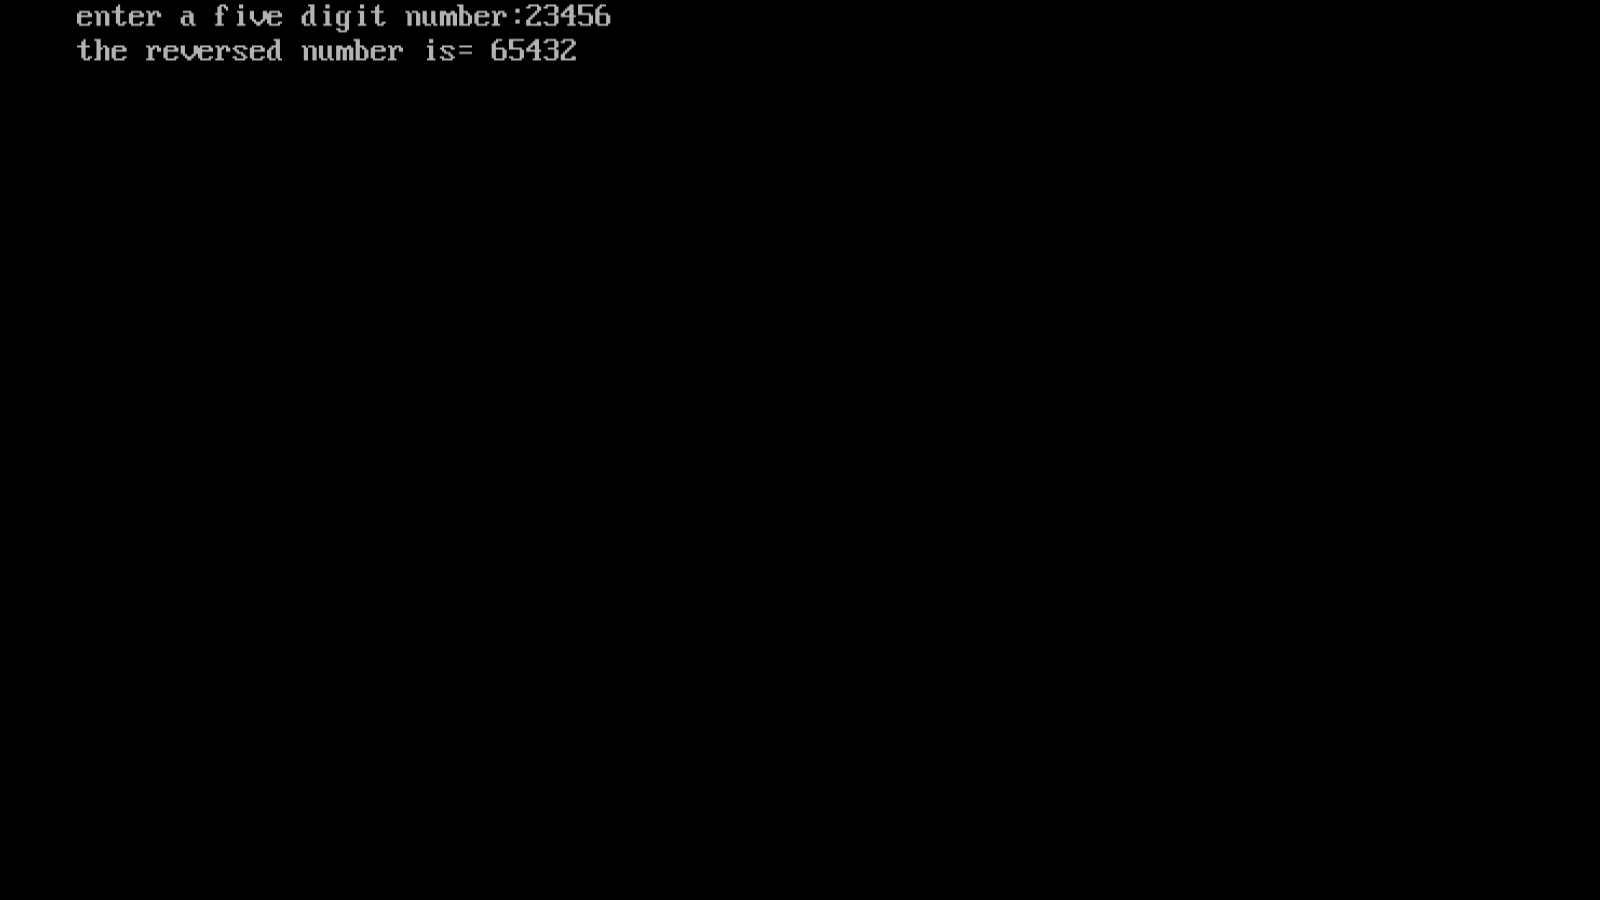 enter a five digit number:23456
the reversed number is= 65432